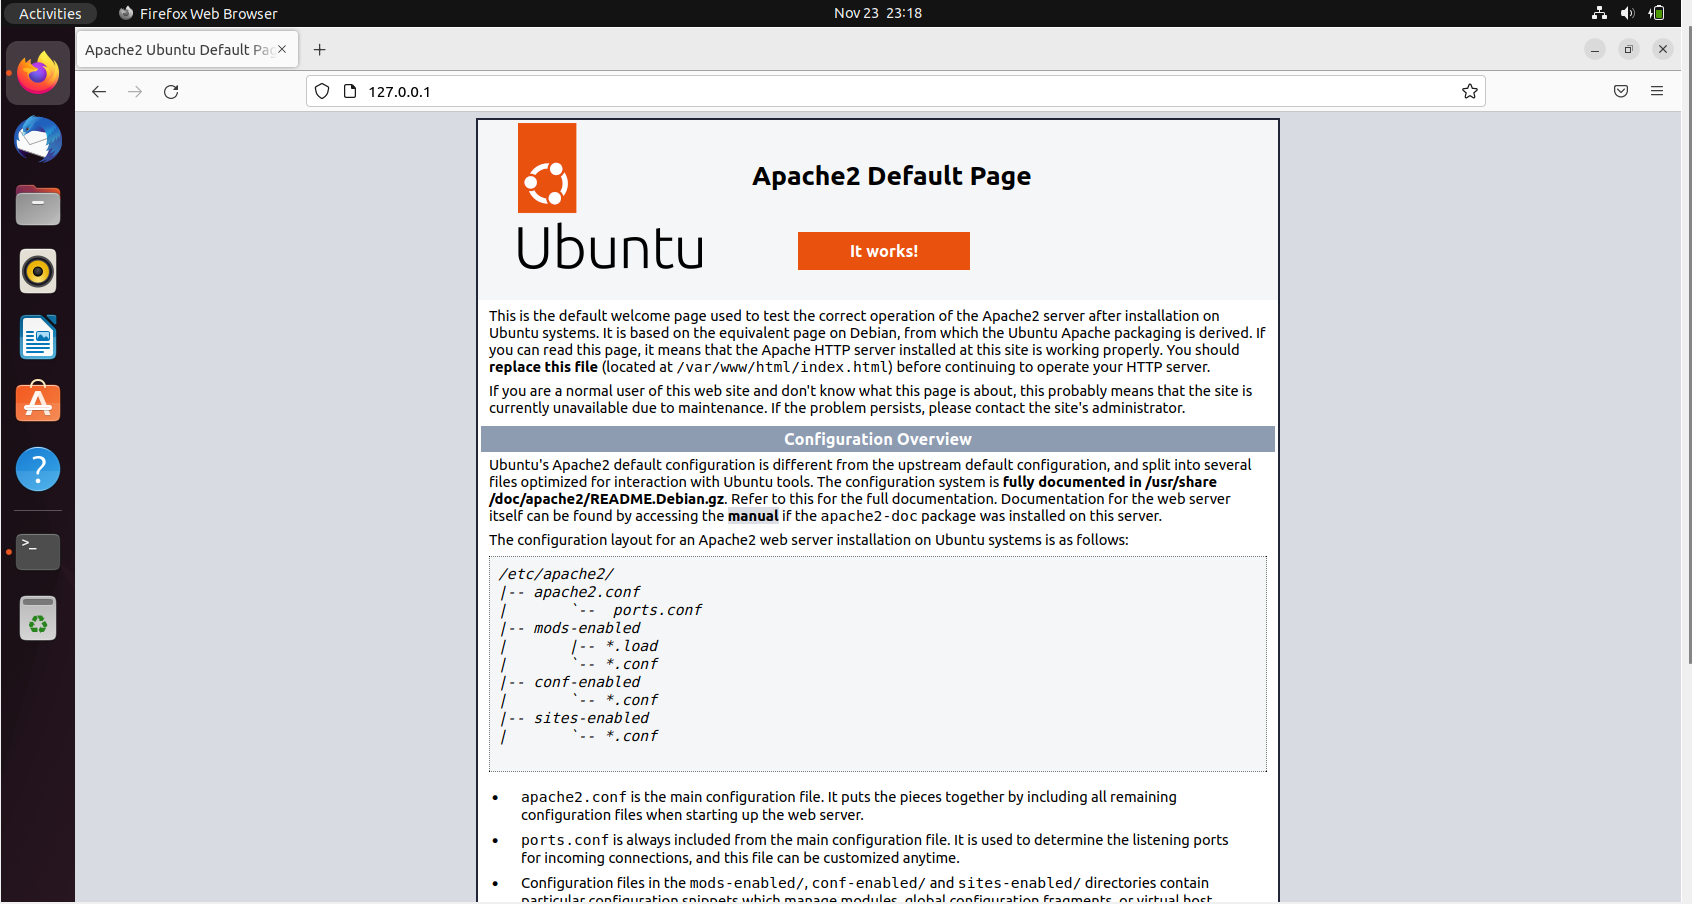 Activities
Firefox Web Browser
Nov 23 23:18
Apache2 Ubuntu Default Pag
127.0.0.1
Apache2 Default Page
Ubuntu
It works!
This is the default welcome page used to test the correct operation of the Apache2 server after installation on
Ubuntu systems. It is based on the equivalent page on Debian, from which the Ubuntu Apache packaging is derived. If
you can read this page, it means that the Apache HTTP server installed at this site is working properly. You should
replace this file (located at /var/www/html/index.html) before continuing to operate your HTTP server.
If you are a normal user of this web site and don't know what this page is about, this probably means that the site is
currently unavailable due to maintenance. If the problem persists, please contact the site's administrator.
Configuration Overview
Ubuntu's Apache2 default configuration is different from the upstream default configuration, and split into several
files optimized for interaction with Ubuntu tools. The configuration system is fully documented in /usr/share
/doc/apache2/README.Debian.gz. Refer to this for the full documentation. Documentation for the web server
itself can be found by accessing the manual if the apache2-doc package was installed on this server.
The configuration layout for an Apache2 web server installation on Ubuntu systems is as follows:
/etc/apache2/
|-- apache2.conf
|       `--  ports.conf
|-- mods-enabled
|       |-- *.load
|       `-- *.conf
|-- conf-enabled
|       `-- *.conf
|-- sites-enabled
|       `-- *.conf
• apache2.conf is the main configuration file. It puts the pieces together by including all remaining
configuration files when starting up the web server.
• ports.conf is always included from the main configuration file. It is used to determine the listening ports
for incoming connections, and this file can be customized anytime.
• Configuration files in the mods-enabled/, conf-enabled/ and sites-enabled/ directories contain
particular configuration snippets which manage modules, global configuration fragments, or virtual host